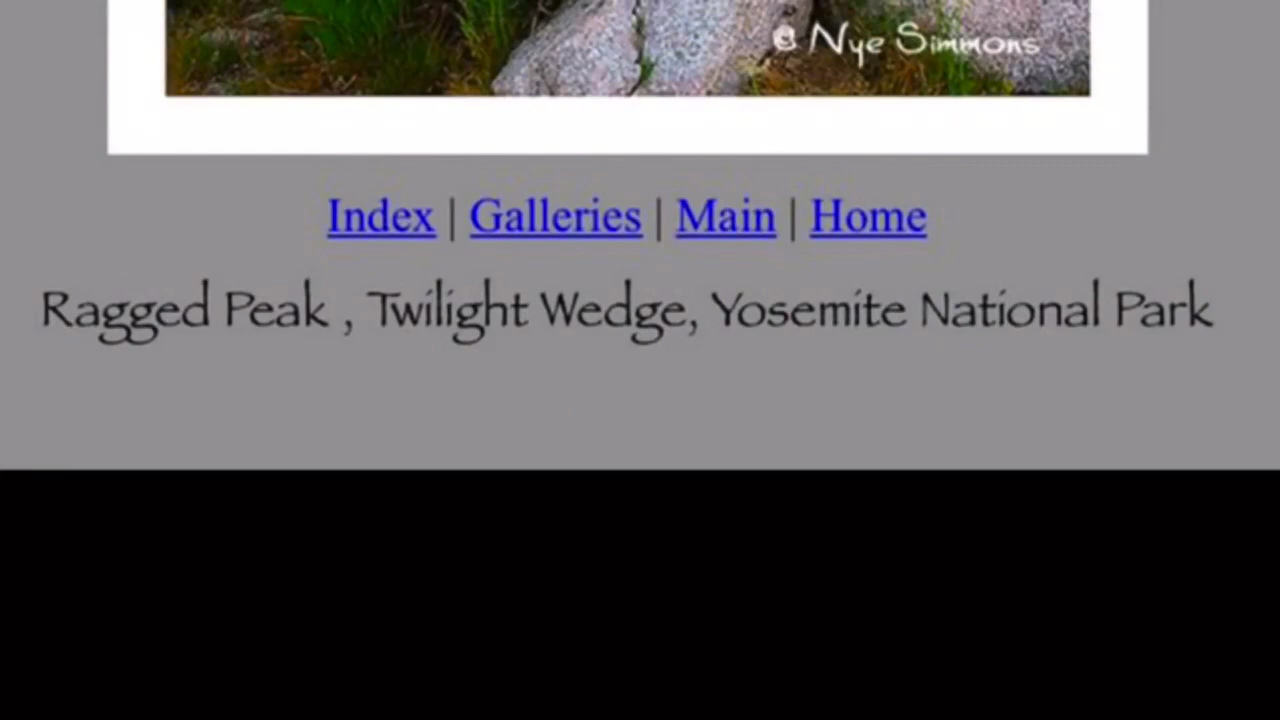 © Nye Simmons
Index | Galleries | Main | Home
Ragged Peak , Twilight Wedge, Yosemite National Park